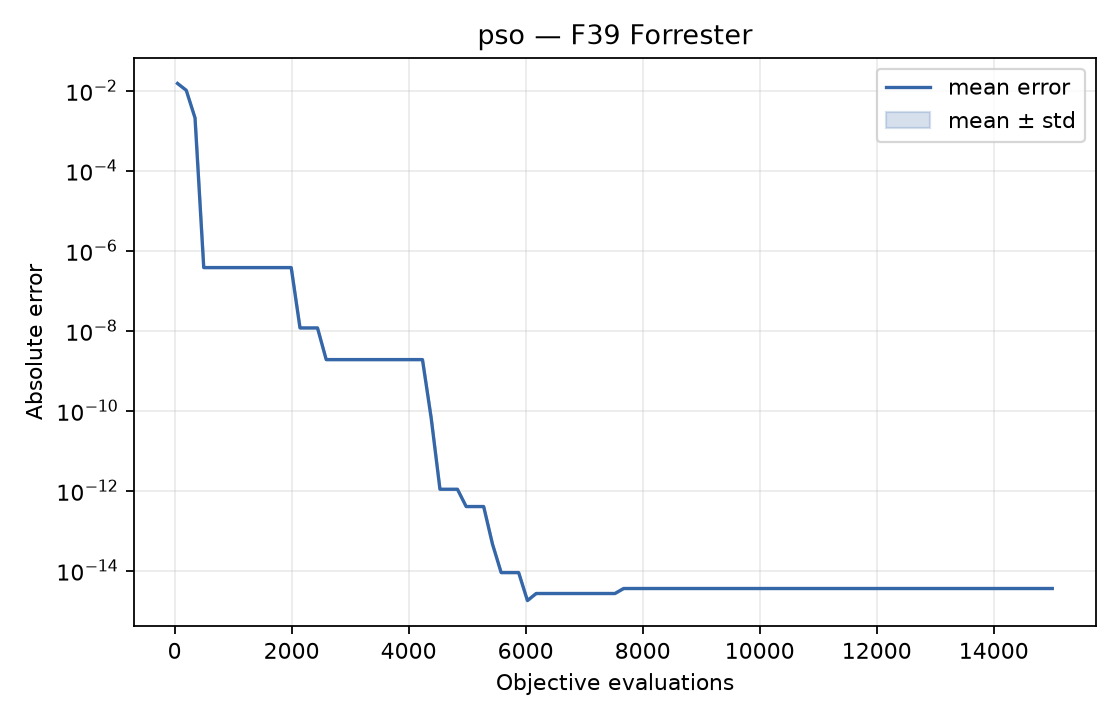 pso — F39 Forrester
mean error
mean ± std
Absolute error
10⁻²
10⁻⁴
10⁻⁶
10⁻⁸
10⁻¹⁰
10⁻¹²
10⁻¹⁴
0 2000 4000 6000 8000 10000 12000 14000
Objective evaluations